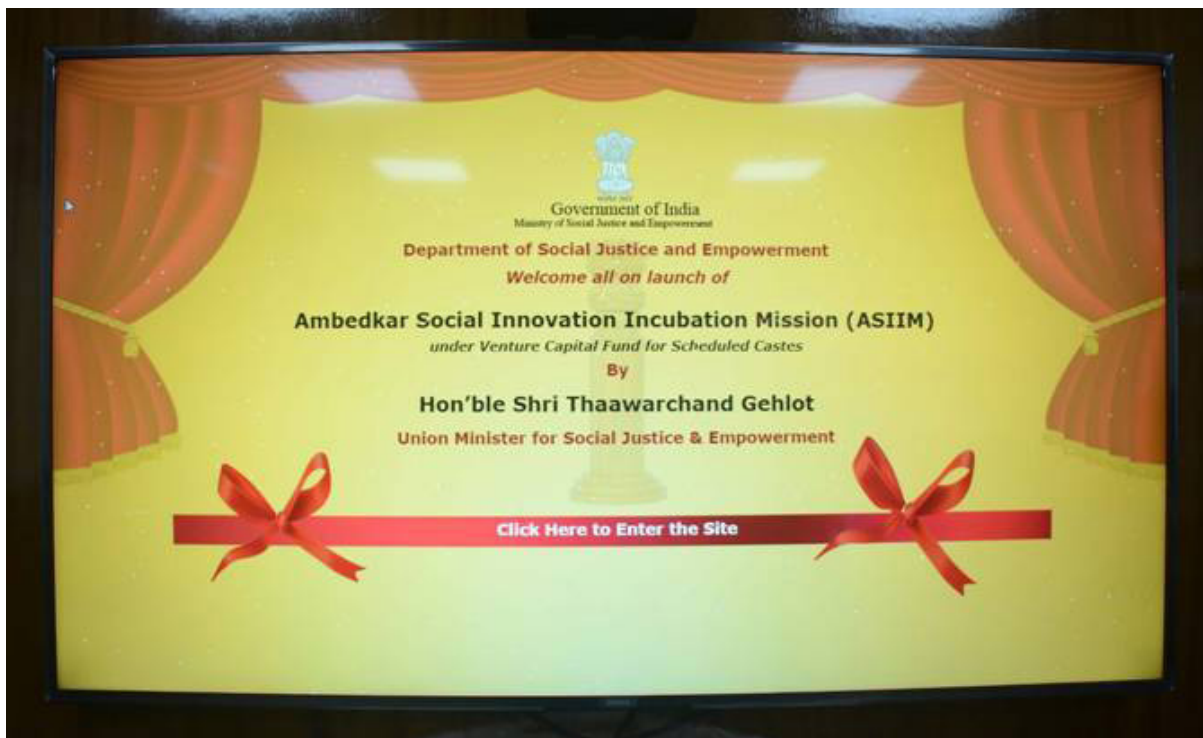 Government of India
Ministry of Social Justice and Empowerment
Department of Social Justice and Empowerment
Welcome all on launch of
Ambedkar Social Innovation Incubation Mission (ASIIM)
under Venture Capital Fund for Scheduled Castes
By
Hon'ble Shri Thaawarchand Gehlot
Union Minister for Social Justice & Empowerment
Click Here to Enter the Site